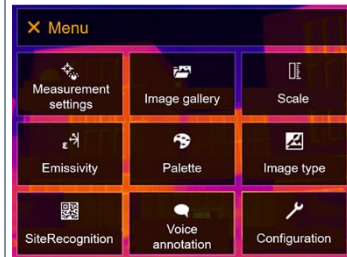 Menu
Measurement
settings
Image gallery
Scale
ε
Emissivity
Palette
Image type
SiteRecognition
Voice
annotation
Configuration